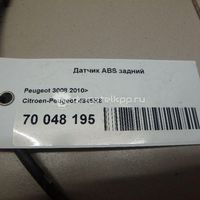 Датчик ABS задний
Peugeot 3008 2010>
Citroen-Peugeot
70 048 195